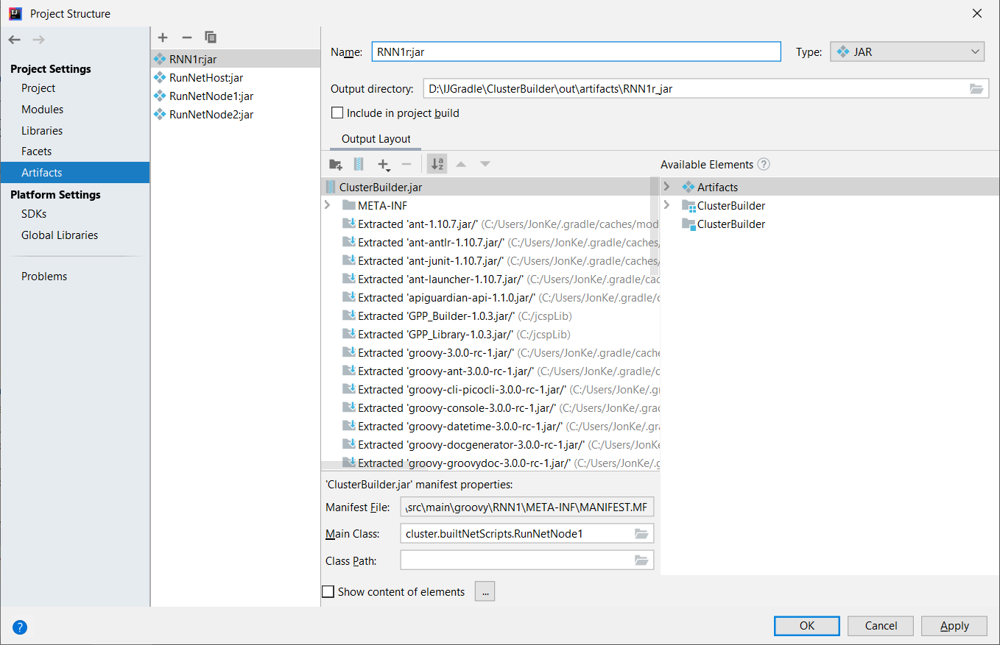 Project Structure
Project Settings
Project
Modules
Libraries
Facets
Artifacts
Platform Settings
SDKs
Global Libraries
Problems
RNN1r:jar
RunNetHost:jar
RunNetNode1:jar
RunNetNode2:jar
Name: RNN1r:jar Type: JAR
Output directory: D:\IJGradle\ClusterBuilder\out\artifacts\RNN1r_jar
Include in project build
Output Layout
Available Elements ?
ClusterBuilder.jar
META-INF
Extracted 'ant-1.10.7.jar/' (C:/Users/JonKe/.gradle/caches/mod
Extracted 'ant-antlr-1.10.7.jar/' (C:/Users/JonKe/.gradle/caches/
Extracted 'ant-junit-1.10.7.jar/' (C:/Users/JonKe/.gradle/caches/
Extracted 'ant-launcher-1.10.7.jar/' (C:/Users/JonKe/.gradle/cac
Extracted 'apiguardian-api-1.1.0.jar/' (C:/Users/JonKe/.gradle/c
Extracted 'GPP_Builder-1.0.3.jar/' (C:/jcspLib)
Extracted 'GPP_Library-1.0.3.jar/' (C:/jcspLib)
Extracted 'groovy-3.0.0-rc-1.jar/' (C:/Users/JonKe/.gradle/cache
Extracted 'groovy-ant-3.0.0-rc-1.jar/' (C:/Users/JonKe/.gradle/c
Extracted 'groovy-cli-picocli-3.0.0-rc-1.jar/' (C:/Users/JonKe/.g
Extracted 'groovy-console-3.0.0-rc-1.jar/' (C:/Users/JonKe/.grac
Extracted 'groovy-datetime-3.0.0-rc-1.jar/' (C:/Users/JonKe/.gra
Extracted 'groovy-docgenerator-3.0.0-rc-1.jar/' (C:/Users/JonKe
Extracted 'groovy-groovydoc-3.0.0-rc-1.jar/' (C:/Users/JonKe/.g
Artifacts
ClusterBuilder
ClusterBuilder
'ClusterBuilder.jar' manifest properties:
Manifest File: \src\main\groovy\RNN1\META-INF\MANIFEST.MF
Main Class: cluster.builtNetScripts.RunNetNode1
Class Path:
Show content of elements ...
? OK Cancel Apply